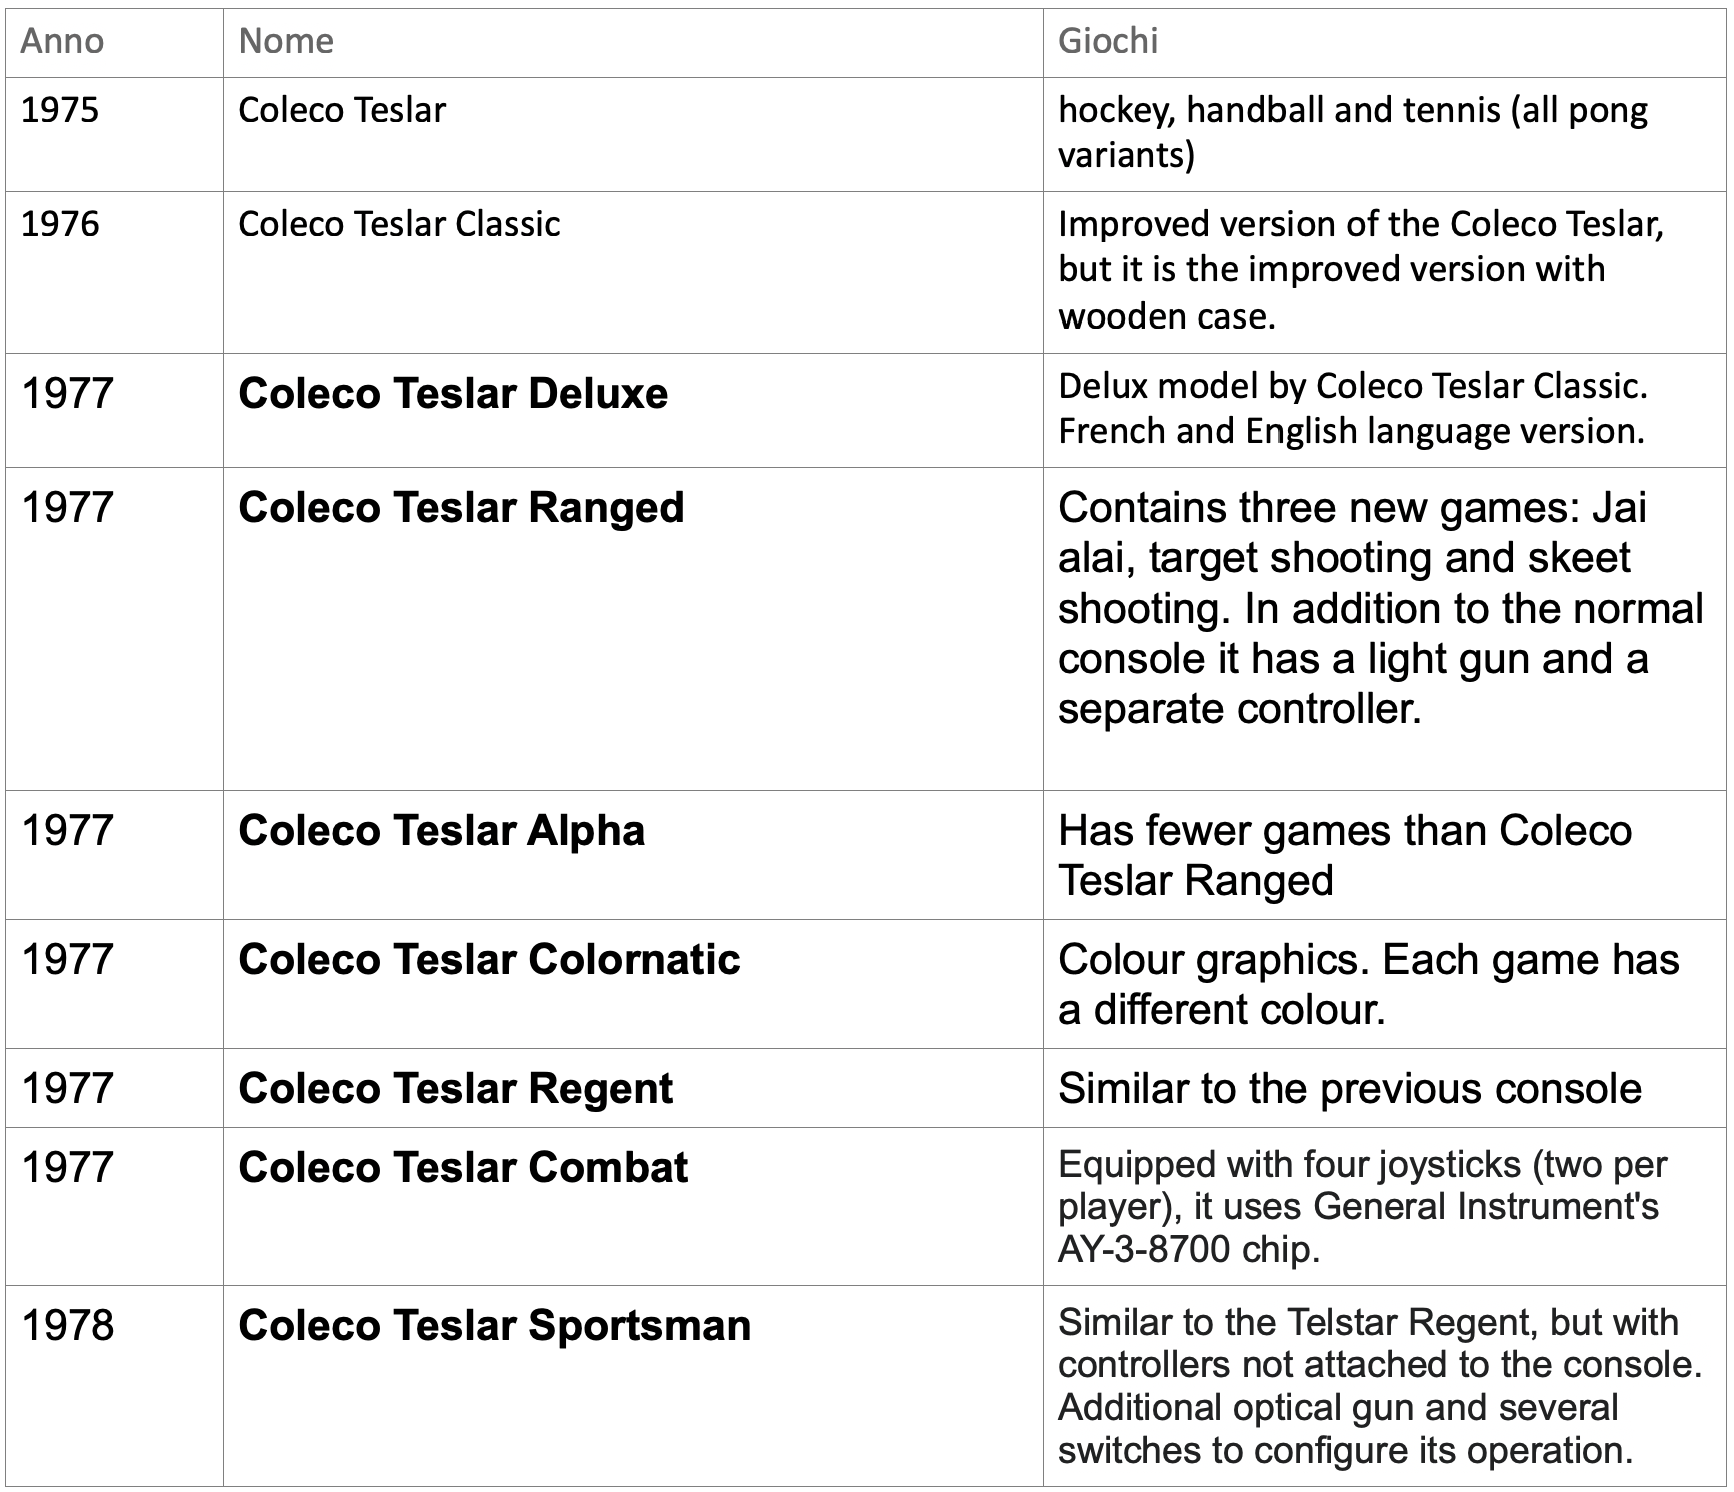 Anno Nome Giochi
1975 Coleco Teslar hockey, handball and tennis (all pong
variants)
1976 Coleco Teslar Classic Improved version of the Coleco Teslar,
but it is the improved version with
wooden case.
1977 Coleco Teslar Deluxe Delux model by Coleco Teslar Classic.
French and English language version.
1977 Coleco Teslar Ranged Contains three new games: Jai
alai, target shooting and skeet
shooting. In addition to the normal
console it has a light gun and a
separate controller.
1977 Coleco Teslar Alpha Has fewer games than Coleco
Teslar Ranged
1977 Coleco Teslar Colornatic Colour graphics. Each game has
a different colour.
1977 Coleco Teslar Regent Similar to the previous console
1977 Coleco Teslar Combat Equipped with four joysticks (two per
player), it uses General Instrument's
AY-3-8700 chip.
1978 Coleco Teslar Sportsman Similar to the Telstar Regent, but with
controllers not attached to the console.
Additional optical gun and several
switches to configure its operation.